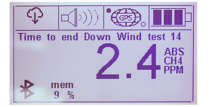 GPS
Time to end Down Wind test 14
2.4 ABS
CH4
PPM
mem
9 %